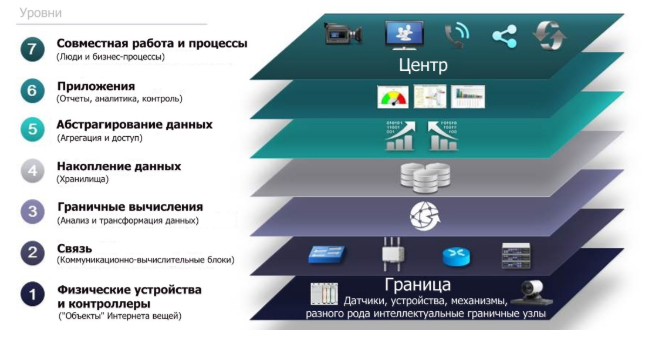 Уровни
7
Совместная работа и процессы
(Люди и бизнес-процессы)
6
Приложения
(Отчеты, аналитика, контроль)
5
Абстрагирование данных
(Агрегация и доступ)
4
Накопление данных
(Хранилища)
3
Граничные вычисления
(Анализ и трансформация данных)
2
Связь
(Коммуникационно-вычислительные блоки)
1
Физические устройства
и контроллеры
("Объекты" Интернета вещей)
Центр
Граница
Датчики, устройства, механизмы,
разного рода интеллектуальные граничные узлы